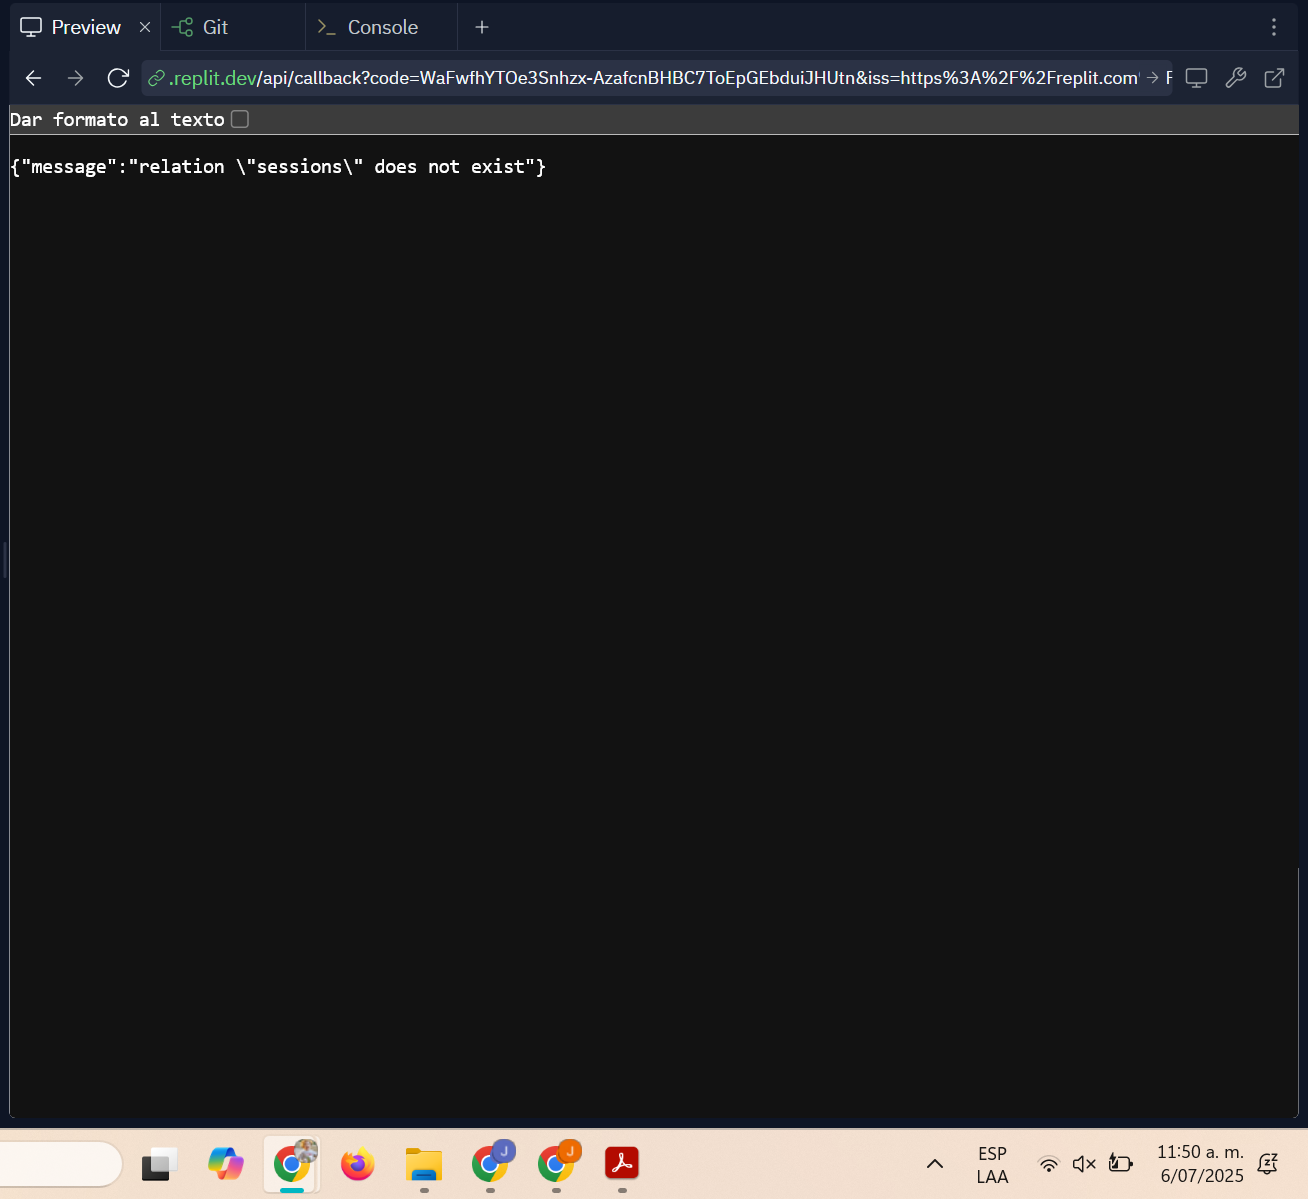 Preview
Git
Console
.replit.dev/api/callback?code=WaFwfhYTOe3Snhzx-AzafcnBHBC7ToEpGEbduiJHUtn&iss=https%3A%2F%2Freplit.com
Dar formato al texto
{"message":"relation \"sessions\" does not exist"}
J
J
ESP
LAA
11:50 a. m.
6/07/2025